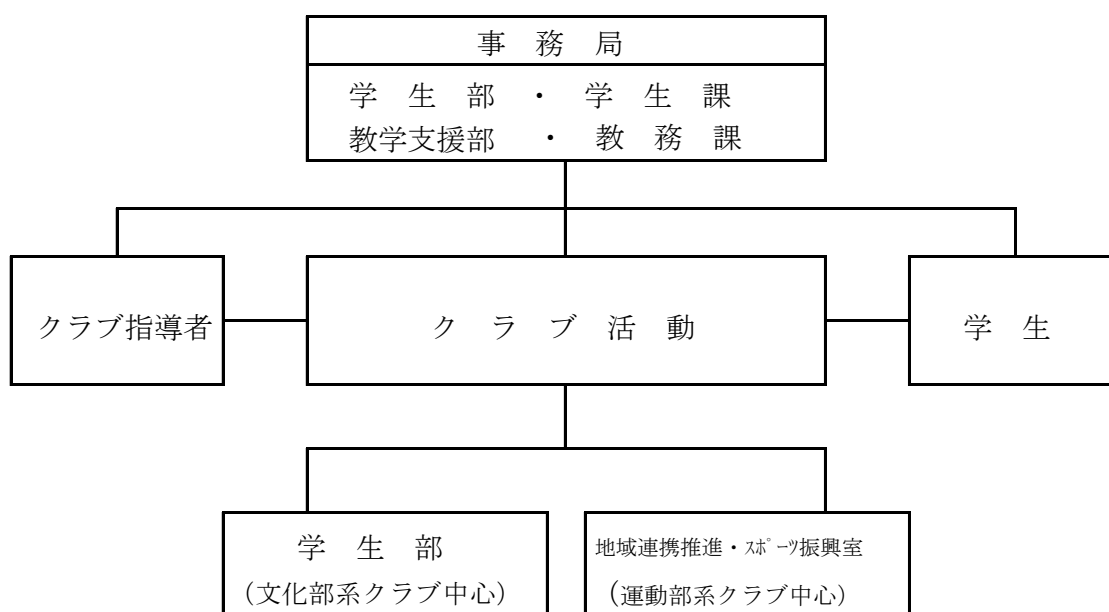 事 務 局
学 生 部 ・ 学 生 課
教学支援部 ・ 教 務 課
クラブ指導者
ク ラ ブ 活 動
学 生
学 生 部
(文化部系クラブ中心)
地域連携推進・ｽﾎﾟｰﾂ振興室
(運動部系クラブ中心)